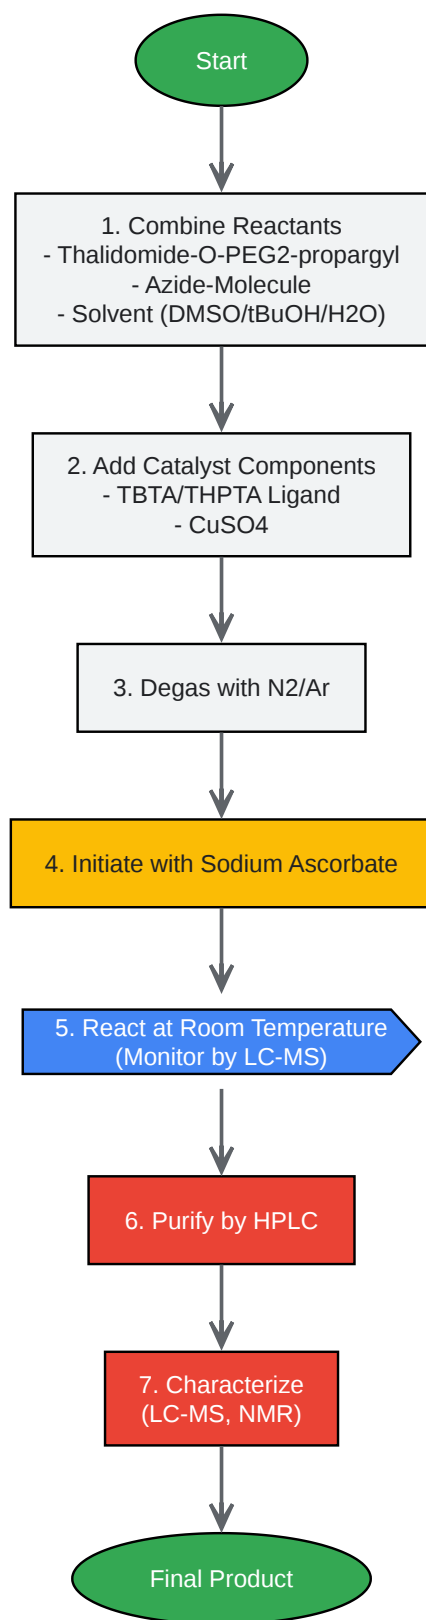 Start
1. Combine Reactants
- Thalidomide-O-PEG2-propargyl
- Azide-Molecule
- Solvent (DMSO/tBuOH/H2O)
2. Add Catalyst Components
- TBTA/THPTA Ligand
- CuSO4
3. Degas with N2/Ar
4. Initiate with Sodium Ascorbate
5. React at Room Temperature
(Monitor by LC-MS)
6. Purify by HPLC
7. Characterize
(LC-MS, NMR)
Final Product